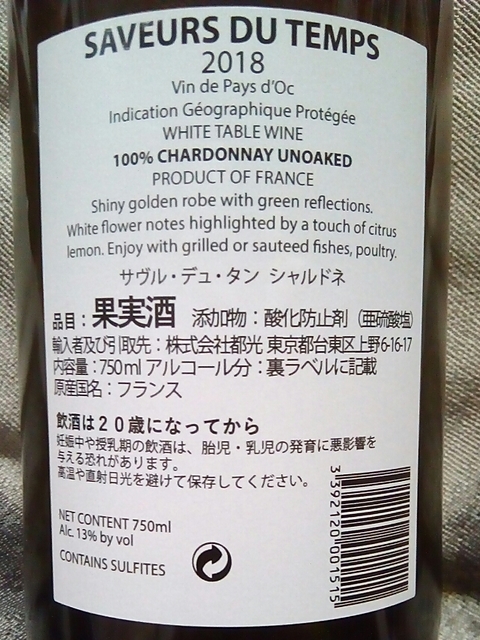 SAVEURS DU TEMPS
2018
Vin de Pays d'Oc
Indication Géographique Protégée
WHITE TABLE WINE
100% CHARDONNAY UNOAKED
PRODUCT OF FRANCE
Shiny golden robe with green reflections.
White flower notes highlighted by a touch of citrus
lemon. Enjoy with grilled or sauteed fishes, poultry.
サヴル・デュ・タン シャルドネ
品目：果実酒 添加物：酸化防止剤（亜硫酸塩）
輸入者及び引取先：株式会社都光 東京都台東区上野6-16-17
内容量：750mlアルコール分：裏ラベルに記載
原産国名：フランス
飲酒は２０歳になってから
妊娠中や授乳期の飲酒は、胎児・乳児の発育に悪影響を
与える恐れがあります。
高温や直射日光を避けて保存してください。
NET CONTENT 750ml
Alc. 13% by vol
CONTAINS SULFITES
3 392120 001515